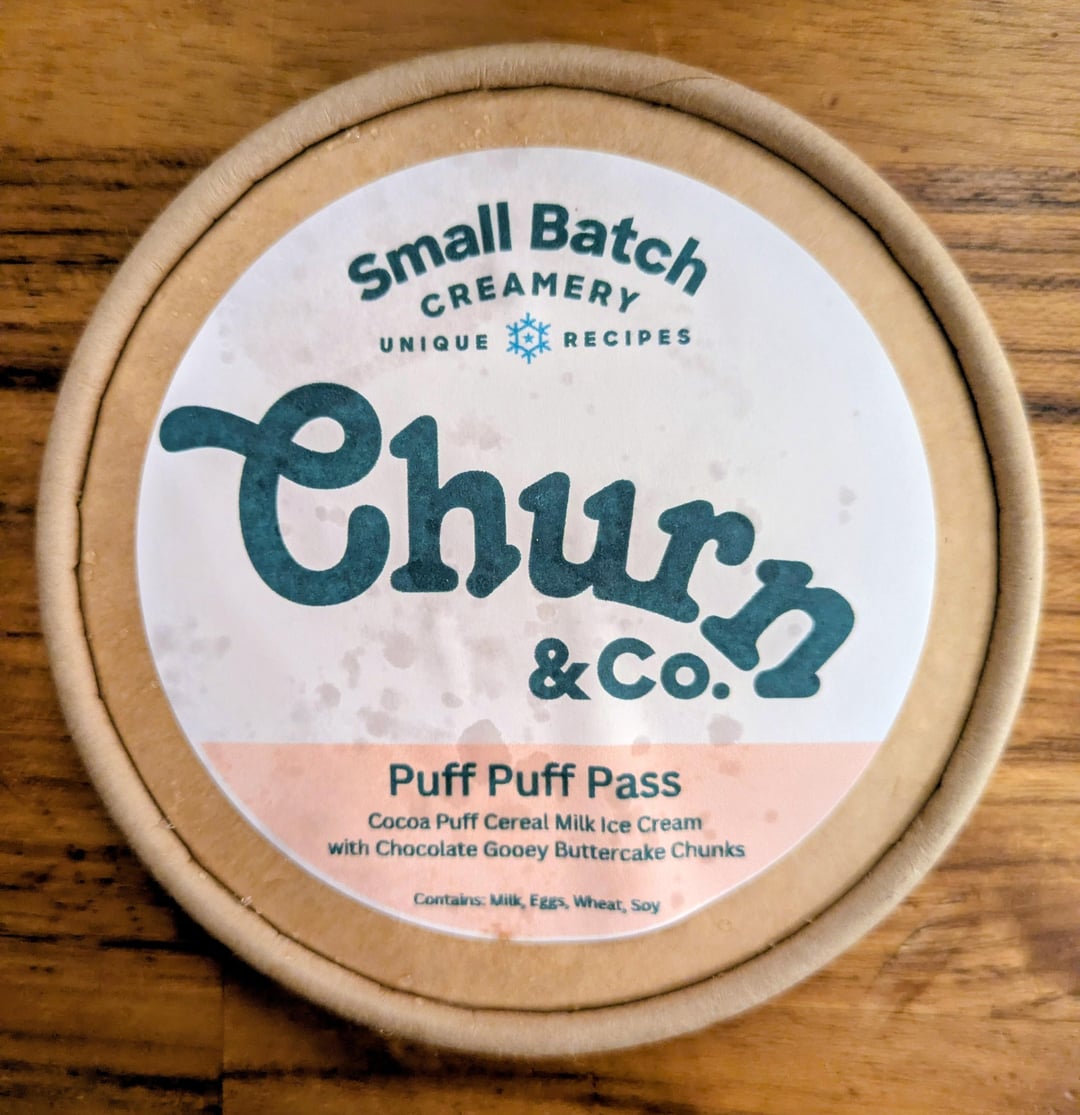 Small Batch
CREAMERY
UNIQUE RECIPES
Churn
& Co.
Puff Puff Pass
Cocoa Puff Cereal Milk Ice Cream
with Chocolate Gooey Buttercake Chunks
Contains: Milk, Eggs, Wheat, Soy